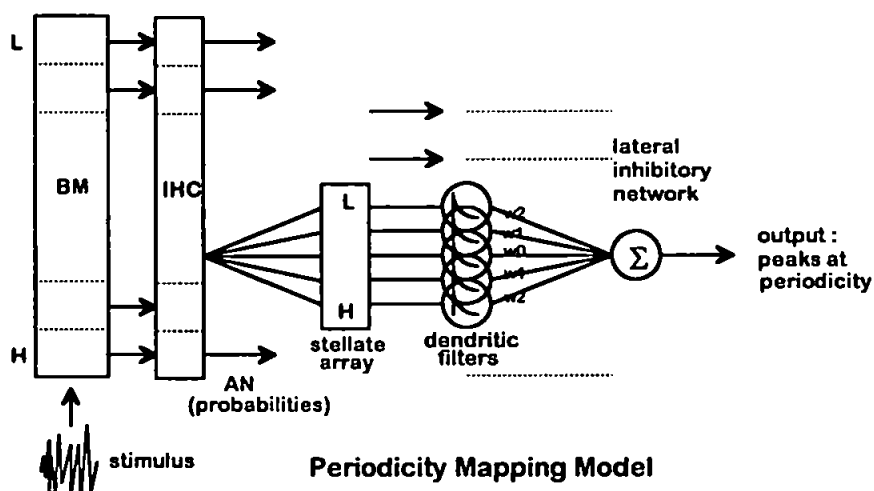 L
BM
IHC
H
AN
(probabilities)
stimulus
L
H
stellate
array
dendritic
filters
w2
w1
w0
w1
w2
lateral
inhibitory
network
Σ
output :
peaks at
periodicity
Periodicity Mapping Model